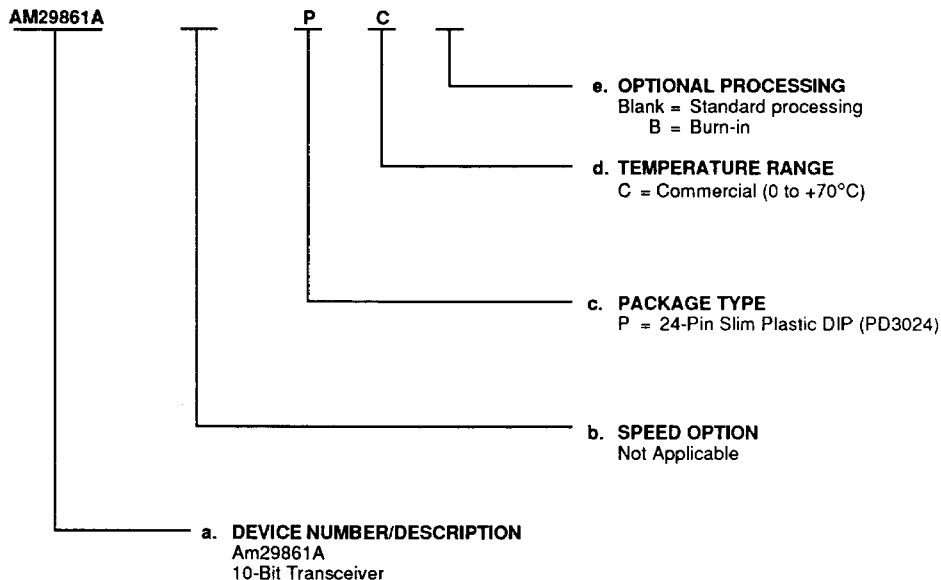 AM29861A P C
e. OPTIONAL PROCESSING
Blank = Standard processing
B = Burn-in
d. TEMPERATURE RANGE
C = Commercial (0 to +70°C)
c. PACKAGE TYPE
P = 24-Pin Slim Plastic DIP (PD3024)
b. SPEED OPTION
Not Applicable
a. DEVICE NUMBER/DESCRIPTION
Am29861A
10-Bit Transceiver